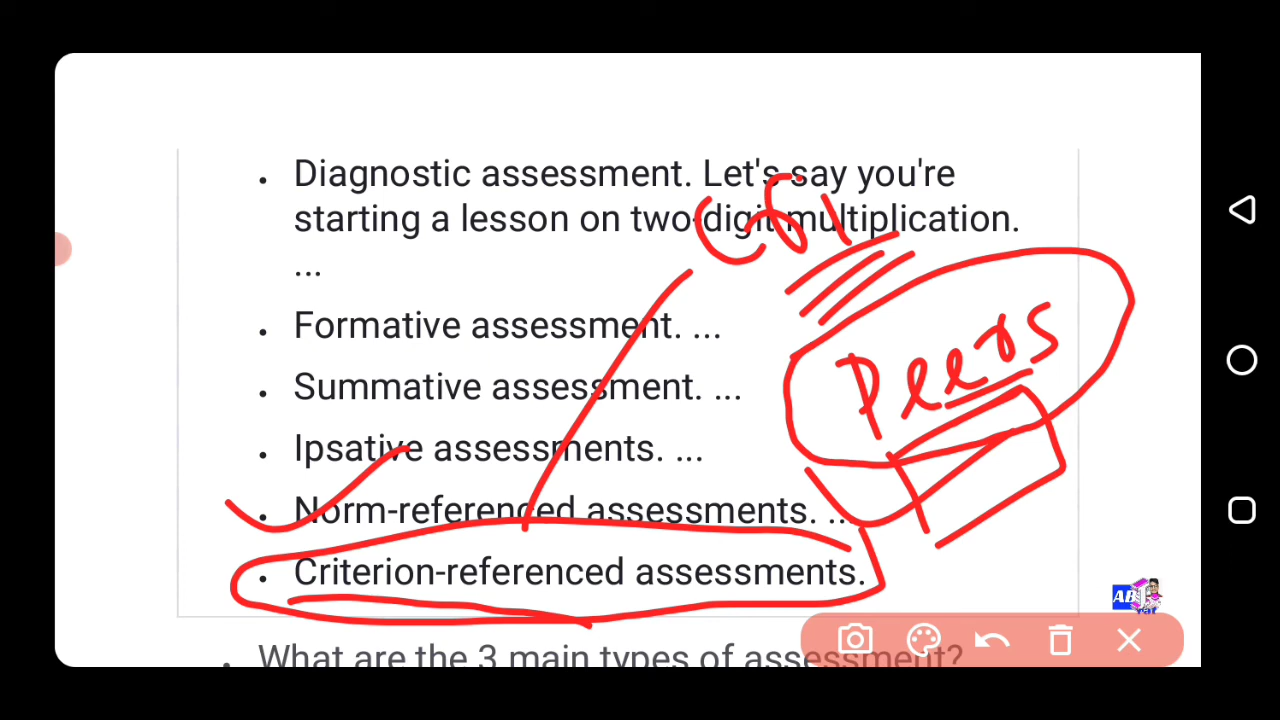 Diagnostic assessment. Let's say you're
starting a lesson on two-digit multiplication.
...
Formative assessment. ...
Summative assessment. ...
Ipsative assessments. ...
Norm-referenced assessments. ...
Criterion-referenced assessments.
Peers
What are the 3 main types of assessment?